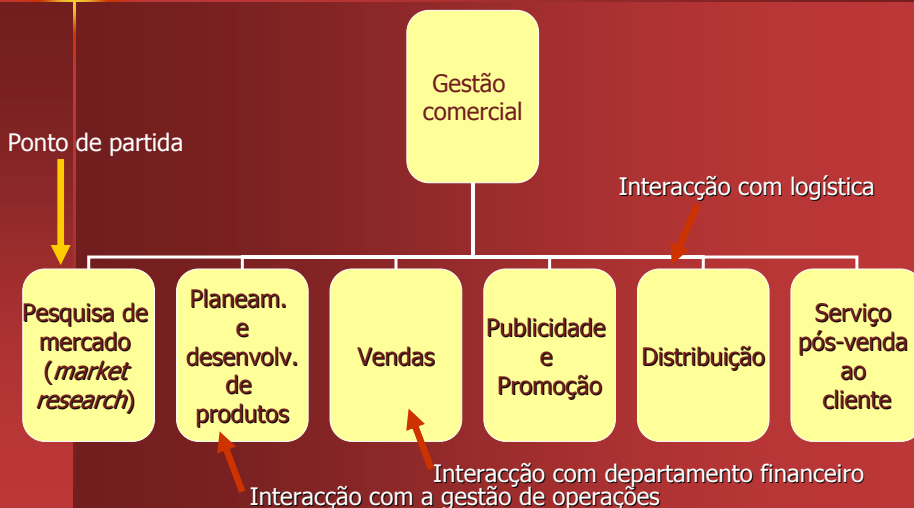 Gestão
comercial
Ponto de partida
Interacção com logística
Pesquisa de
mercado
(market
research)
Planeam.
e
desenvolv.
de
produtos
Vendas
Publicidade
e
Promoção
Distribuição
Serviço
pós-venda
ao
cliente
Interacção com departamento financeiro
Interacção com a gestão de operações